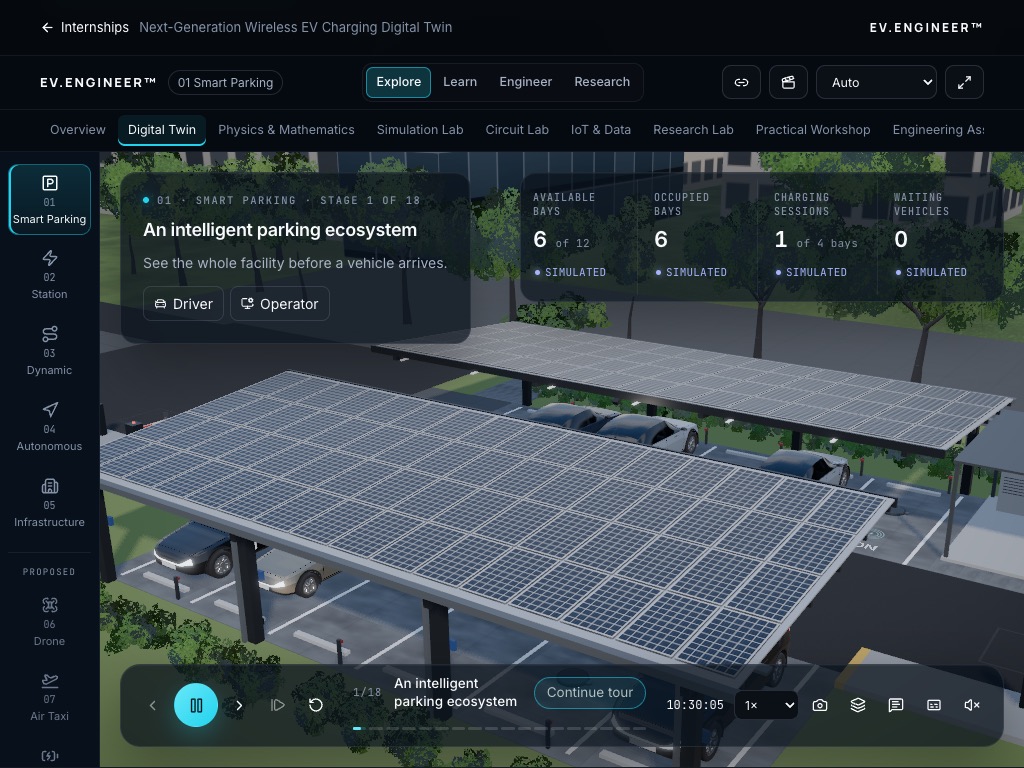 Internships Next-Generation Wireless EV Charging Digital Twin EV.ENGINEER™
EV.ENGINEER™ 01 Smart Parking Explore Learn Engineer Research Auto
Overview Digital Twin Physics & Mathematics Simulation Lab Circuit Lab IoT & Data Research Lab Practical Workshop Engineering
01
Smart Parking
02
Station
03
Dynamic
04
Autonomous
05
Infrastructure
PROPOSED
06
Drone
07
Air Taxi
01 · SMART PARKING · STAGE 1 OF 18
An intelligent parking ecosystem
See the whole facility before a vehicle arrives.
Driver Operator
AVAILABLE BAYS
6 of 12
SIMULATED
OCCUPIED BAYS
6
SIMULATED
CHARGING SESSIONS
1 of 4 bays
SIMULATED
WAITING VEHICLES
0
SIMULATED
1/18
An intelligent
parking ecosystem
Continue tour
10:30:05
1×